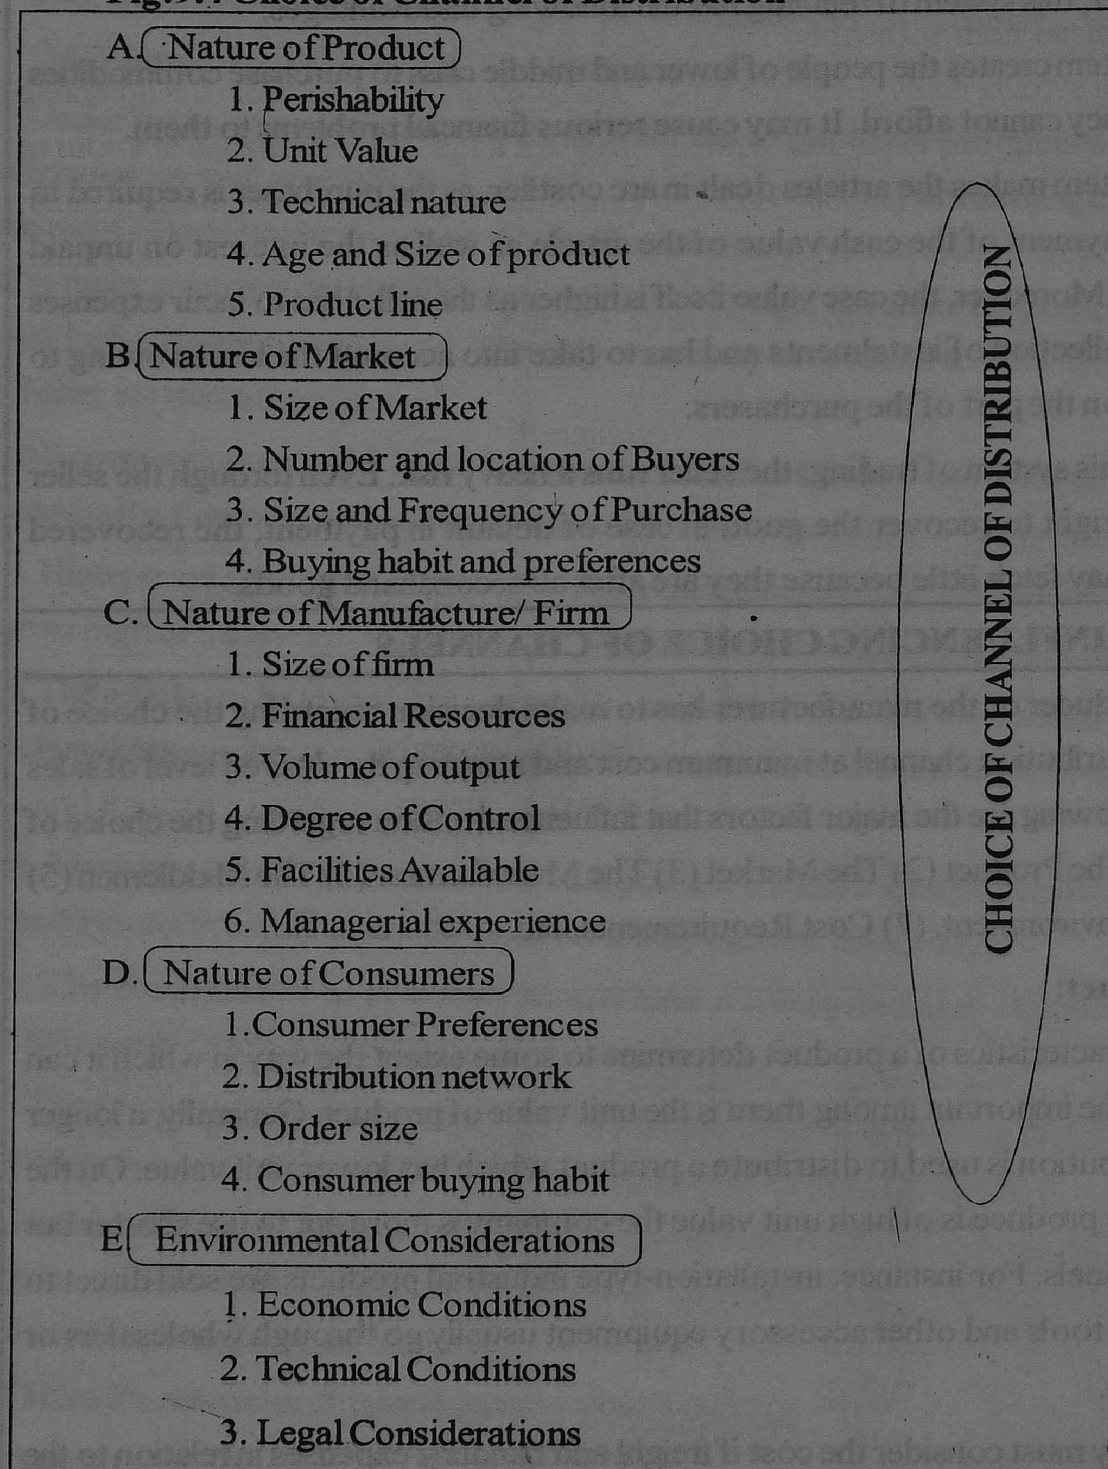 Choice of Channel of Distribution
A. Nature of Product
1. Perishability
2. Unit Value
3. Technical nature
4. Age and Size of product
5. Product line
B. Nature of Market
1. Size of Market
2. Number and location of Buyers
3. Size and Frequency of Purchase
4. Buying habit and preferences
C. Nature of Manufacture/ Firm
1. Size of firm
2. Financial Resources
3. Volume of output
4. Degree of Control
5. Facilities Available
6. Managerial experience
D. Nature of Consumers
1.Consumer Preferences
2. Distribution network
3. Order size
4. Consumer buying habit
E Environmental Considerations
1. Economic Conditions
2. Technical Conditions
3. Legal Considerations
CHOICE OF CHANNEL OF DISTRIBUTION